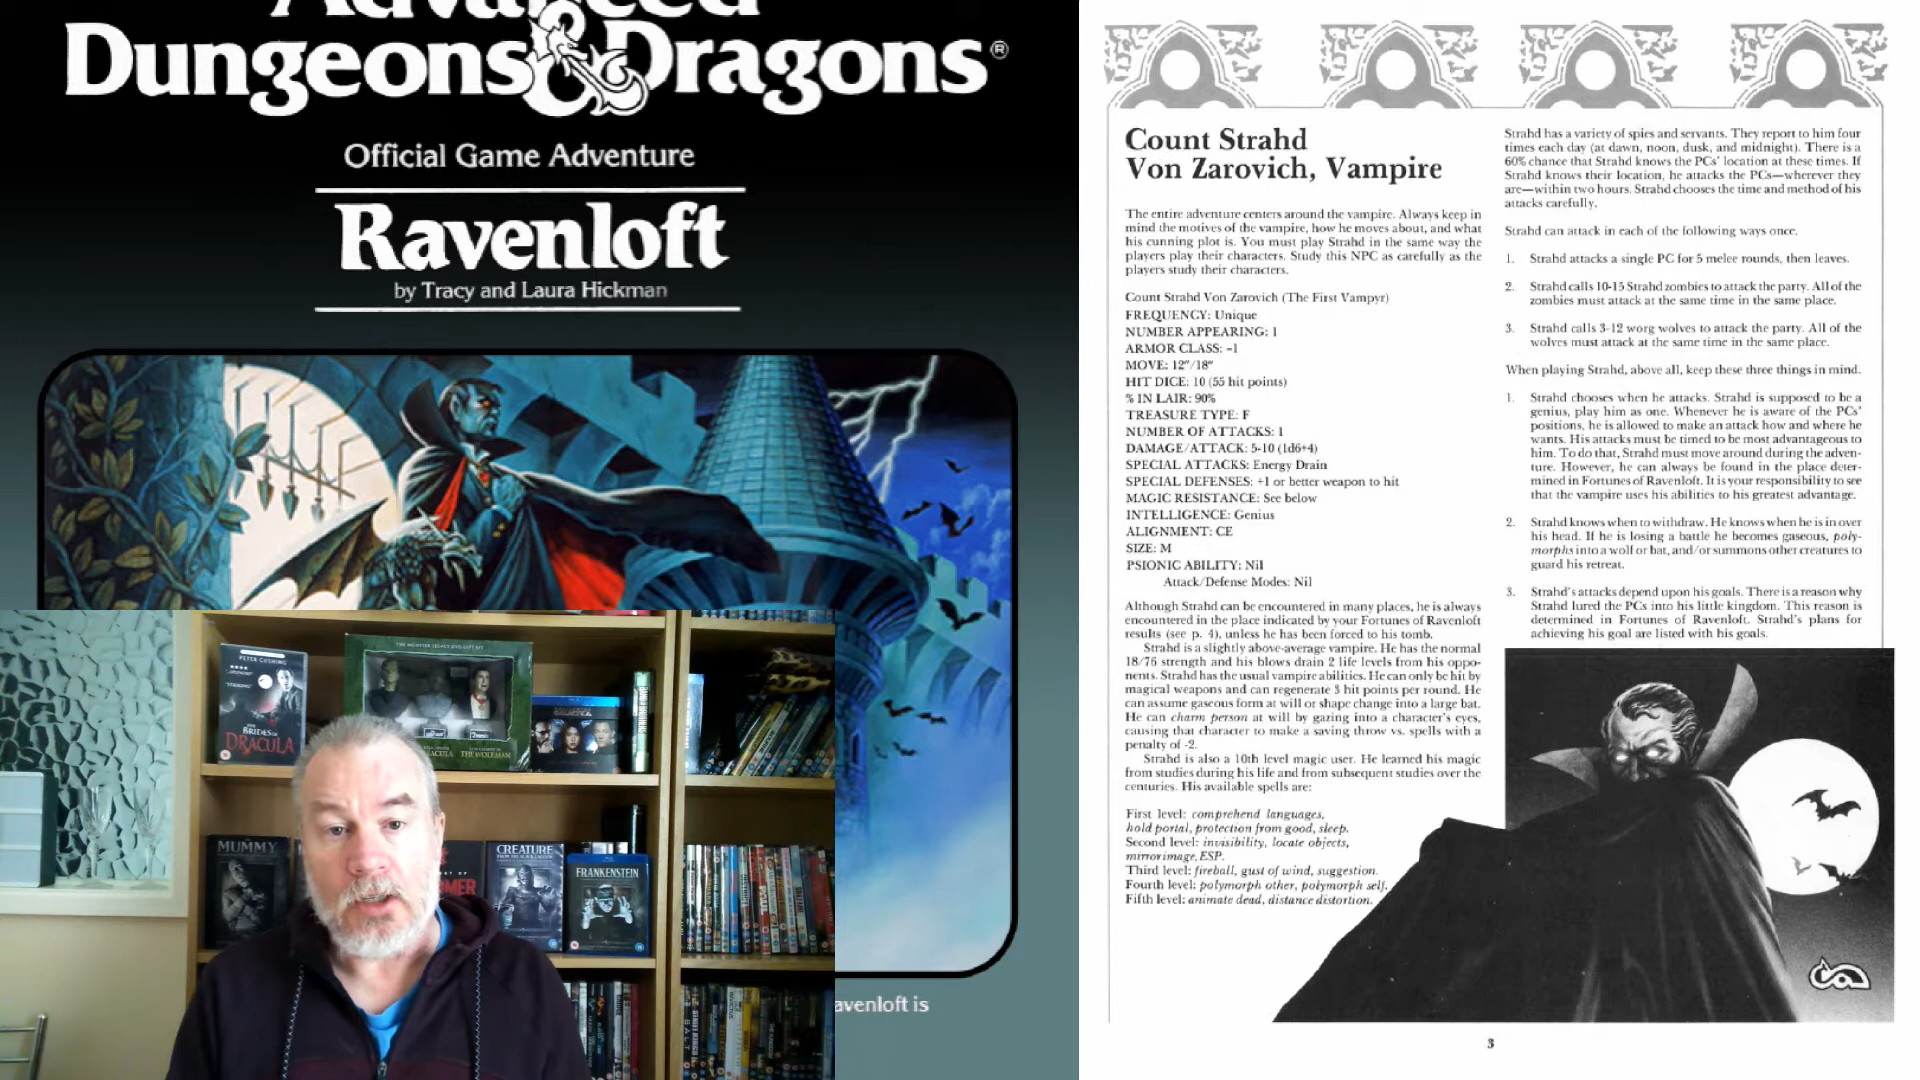 Advanced
Dungeons & Dragons®
Official Game Adventure
Ravenloft
by Tracy and Laura Hickman
avenloft is
PETER CUSHING
BRIDES OF
DRACULA
THE MONSTER LEGACY DVD GIFT SET
THE WOLFMAN
THE
MUMMY
CREATURE
FRANKENSTEIN
Count Strahd
Von Zarovich, Vampire
The entire adventure centers around the vampire. Always keep in
mind the motives of the vampire, how he moves about, and what
his cunning plot is. You must play Strahd in the same way the
players play their characters. Study this NPC as carefully as the
players study their characters.
Count Strahd Von Zarovich (The First Vampyr)
FREQUENCY: Unique
NUMBER APPEARING: 1
ARMOR CLASS: -1
MOVE: 12"/18"
HIT DICE: 10 (55 hit points)
% IN LAIR: 90%
TREASURE TYPE: F
NUMBER OF ATTACKS: 1
DAMAGE/ATTACK: 5-10 (1d6+4)
SPECIAL ATTACKS: Energy Drain
SPECIAL DEFENSES: +1 or better weapon to hit
MAGIC RESISTANCE: See below
INTELLIGENCE: Genius
ALIGNMENT: CE
SIZE: M
PSIONIC ABILITY: Nil
Attack/Defense Modes: Nil
Although Strahd can be encountered in many places, he is always
encountered in the place indicated by your Fortunes of Ravenloft
results (see p. 4), unless he has been forced to his tomb.
Strahd is a slightly above-average vampire. He has the normal
18/76 strength and his blows drain 2 life levels from his oppo-
nents. Strahd has the usual vampire abilities. He can only be hit by
magical weapons and can regenerate 3 hit points per round. He
can assume gaseous form at will or shape change into a large bat.
He can charm person at will by gazing into a character's eyes,
causing that character to make a saving throw vs. spells with a
penalty of -2.
Strahd is also a 10th level magic user. He learned his magic
from studies during his life and from subsequent studies over the
centuries. His available spells are:
First level: comprehend languages,
hold portal, protection from good, sleep.
Second level: invisibility, locate objects,
mirror image, ESP.
Third level: fireball, gust of wind, suggestion.
Fourth level: polymorph other, polymorph self.
Fifth level: animate dead, distance distortion.
Strahd has a variety of spies and servants. They report to him four
times each day (at dawn, noon, dusk, and midnight). There is a
60% chance that Strahd knows the PCs' location at these times. If
Strahd knows their location, he attacks the PCs—wherever they
are—within two hours. Strahd chooses the time and method of his
attacks carefully.
Strahd can attack in each of the following ways once.
1. Strahd attacks a single PC for 5 melee rounds, then leaves.
2. Strahd calls 10-15 Strahd zombies to attack the party. All of the
zombies must attack at the same time in the same place.
3. Strahd calls 3-12 worg wolves to attack the party. All of the
wolves must attack at the same time in the same place.
When playing Strahd, above all, keep these three things in mind.
1. Strahd chooses when he attacks. Strahd is supposed to be a
genius, play him as one. Whenever he is aware of the PCs'
positions, he is allowed to make an attack how and where he
wants. His attacks must be timed to be most advantageous to
him. To do that, Strahd must move around during the adven-
ture. However, he can always be found in the place deter-
mined in Fortunes of Ravenloft. It is your responsibility to see
that the vampire uses his abilities to his greatest advantage.
2. Strahd knows when to withdraw. He knows when he is in over
his head. If he is losing a battle he becomes gaseous, poly-
morphs into a wolf or bat, and/or summons other creatures to
guard his retreat.
3. Strahd's attacks depend upon his goals. There is a reason why
Strahd lured the PCs into his little kingdom. This reason is
determined in Fortunes of Ravenloft. Strahd's plans for
achieving his goal are listed with his goals.
3